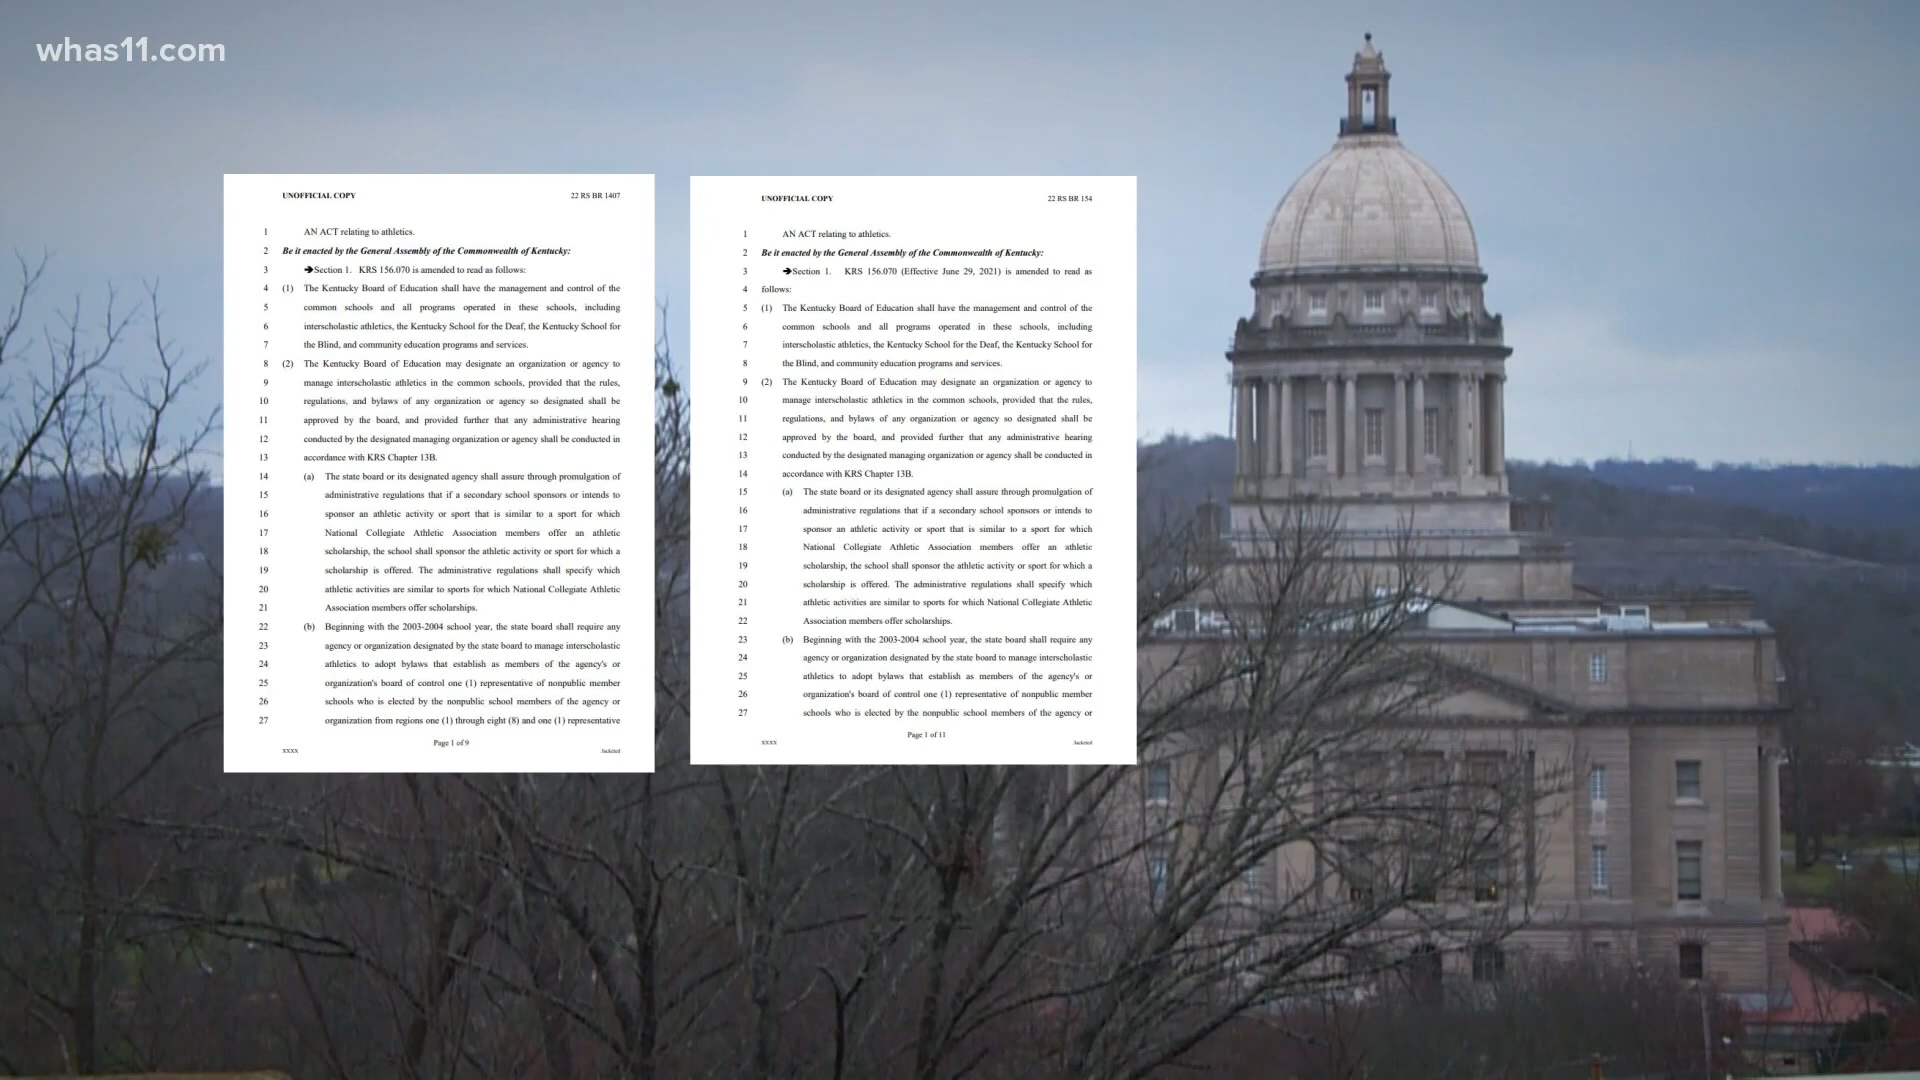 whas11.com
UNOFFICIAL COPY 22 RS BR 1407
1 AN ACT relating to athletics.
2 Be it enacted by the General Assembly of the Commonwealth of Kentucky:
3 ➔Section 1. KRS 156.070 is amended to read as follows:
4 (1) The Kentucky Board of Education shall have the management and control of the
5 common schools and all programs operated in these schools, including
6 interscholastic athletics, the Kentucky School for the Deaf, the Kentucky School for
7 the Blind, and community education programs and services.
8 (2) The Kentucky Board of Education may designate an organization or agency to
9 manage interscholastic athletics in the common schools, provided that the rules,
10 regulations, and bylaws of any organization or agency so designated shall be
11 approved by the board, and provided further that any administrative hearing
12 conducted by the designated managing organization or agency shall be conducted in
13 accordance with KRS Chapter 13B.
14 (a) The state board or its designated agency shall assure through promulgation of
15 administrative regulations that if a secondary school sponsors or intends to
16 sponsor an athletic activity or sport that is similar to a sport for which
17 National Collegiate Athletic Association members offer an athletic
18 scholarship, the school shall sponsor the athletic activity or sport for which a
19 scholarship is offered. The administrative regulations shall specify which
20 athletic activities are similar to sports for which National Collegiate Athletic
21 Association members offer scholarships.
22 (b) Beginning with the 2003-2004 school year, the state board shall require any
23 agency or organization designated by the state board to manage interscholastic
24 athletics to adopt bylaws that establish as members of the agency's or
25 organization's board of control one (1) representative of nonpublic member
26 schools who is elected by the nonpublic school members of the agency or
27 organization from regions one (1) through eight (8) and one (1) representative
Page 1 of 9
XXXX Jacketed
UNOFFICIAL COPY 22 RS BR 154
1 AN ACT relating to athletics.
2 Be it enacted by the General Assembly of the Commonwealth of Kentucky:
3 ➔Section 1. KRS 156.070 (Effective June 29, 2021) is amended to read as
4 follows:
5 (1) The Kentucky Board of Education shall have the management and control of the
6 common schools and all programs operated in these schools, including
7 interscholastic athletics, the Kentucky School for the Deaf, the Kentucky School for
8 the Blind, and community education programs and services.
9 (2) The Kentucky Board of Education may designate an organization or agency to
10 manage interscholastic athletics in the common schools, provided that the rules,
11 regulations, and bylaws of any organization or agency so designated shall be
12 approved by the board, and provided further that any administrative hearing
13 conducted by the designated managing organization or agency shall be conducted in
14 accordance with KRS Chapter 13B.
15 (a) The state board or its designated agency shall assure through promulgation of
16 administrative regulations that if a secondary school sponsors or intends to
17 sponsor an athletic activity or sport that is similar to a sport for which
18 National Collegiate Athletic Association members offer an athletic
19 scholarship, the school shall sponsor the athletic activity or sport for which a
20 scholarship is offered. The administrative regulations shall specify which
21 athletic activities are similar to sports for which National Collegiate Athletic
22 Association members offer scholarships.
23 (b) Beginning with the 2003-2004 school year, the state board shall require any
24 agency or organization designated by the state board to manage interscholastic
25 athletics to adopt bylaws that establish as members of the agency's or
26 organization's board of control one (1) representative of nonpublic member
27 schools who is elected by the nonpublic school members of the agency or
Page 1 of 11
XXXX Jacketed